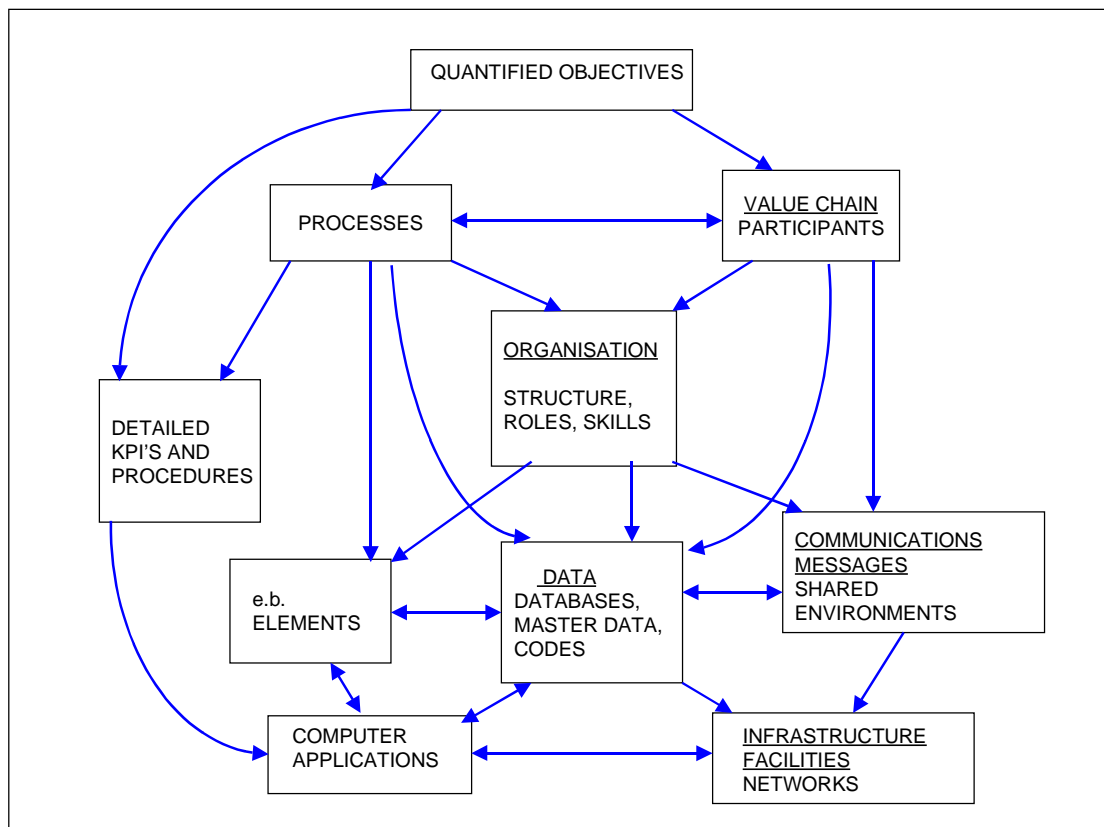 QUANTIFIED OBJECTIVES
PROCESSES
VALUE CHAIN
PARTICIPANTS
ORGANISATION
STRUCTURE,
ROLES, SKILLS
DETAILED
KPI'S AND
PROCEDURES
e.b.
ELEMENTS
DATA
DATABASES,
MASTER DATA,
CODES
COMMUNICATIONS
MESSAGES
SHARED
ENVIRONMENTS
COMPUTER
APPLICATIONS
INFRASTRUCTURE
FACILITIES
NETWORKS